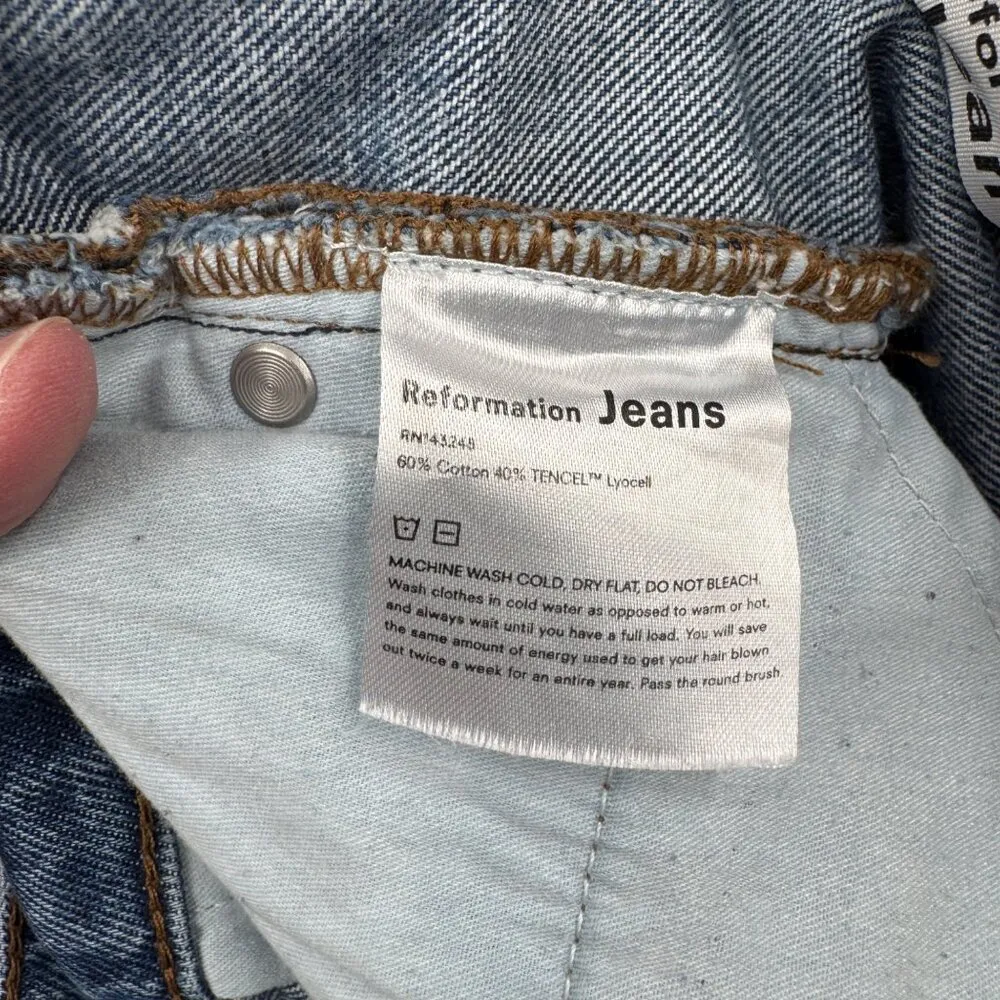 Reformation Jeans
RN143248
60% Cotton 40% TENCEL™ Lyocell
MACHINE WASH COLD, DRY FLAT, DO NOT BLEACH
Wash clothes in cold water as opposed to warm or hot,
and always wait until you have a full load. You will save
the same amount of energy used to get your hair blown
out twice a week for an entire year. Pass the round brush.